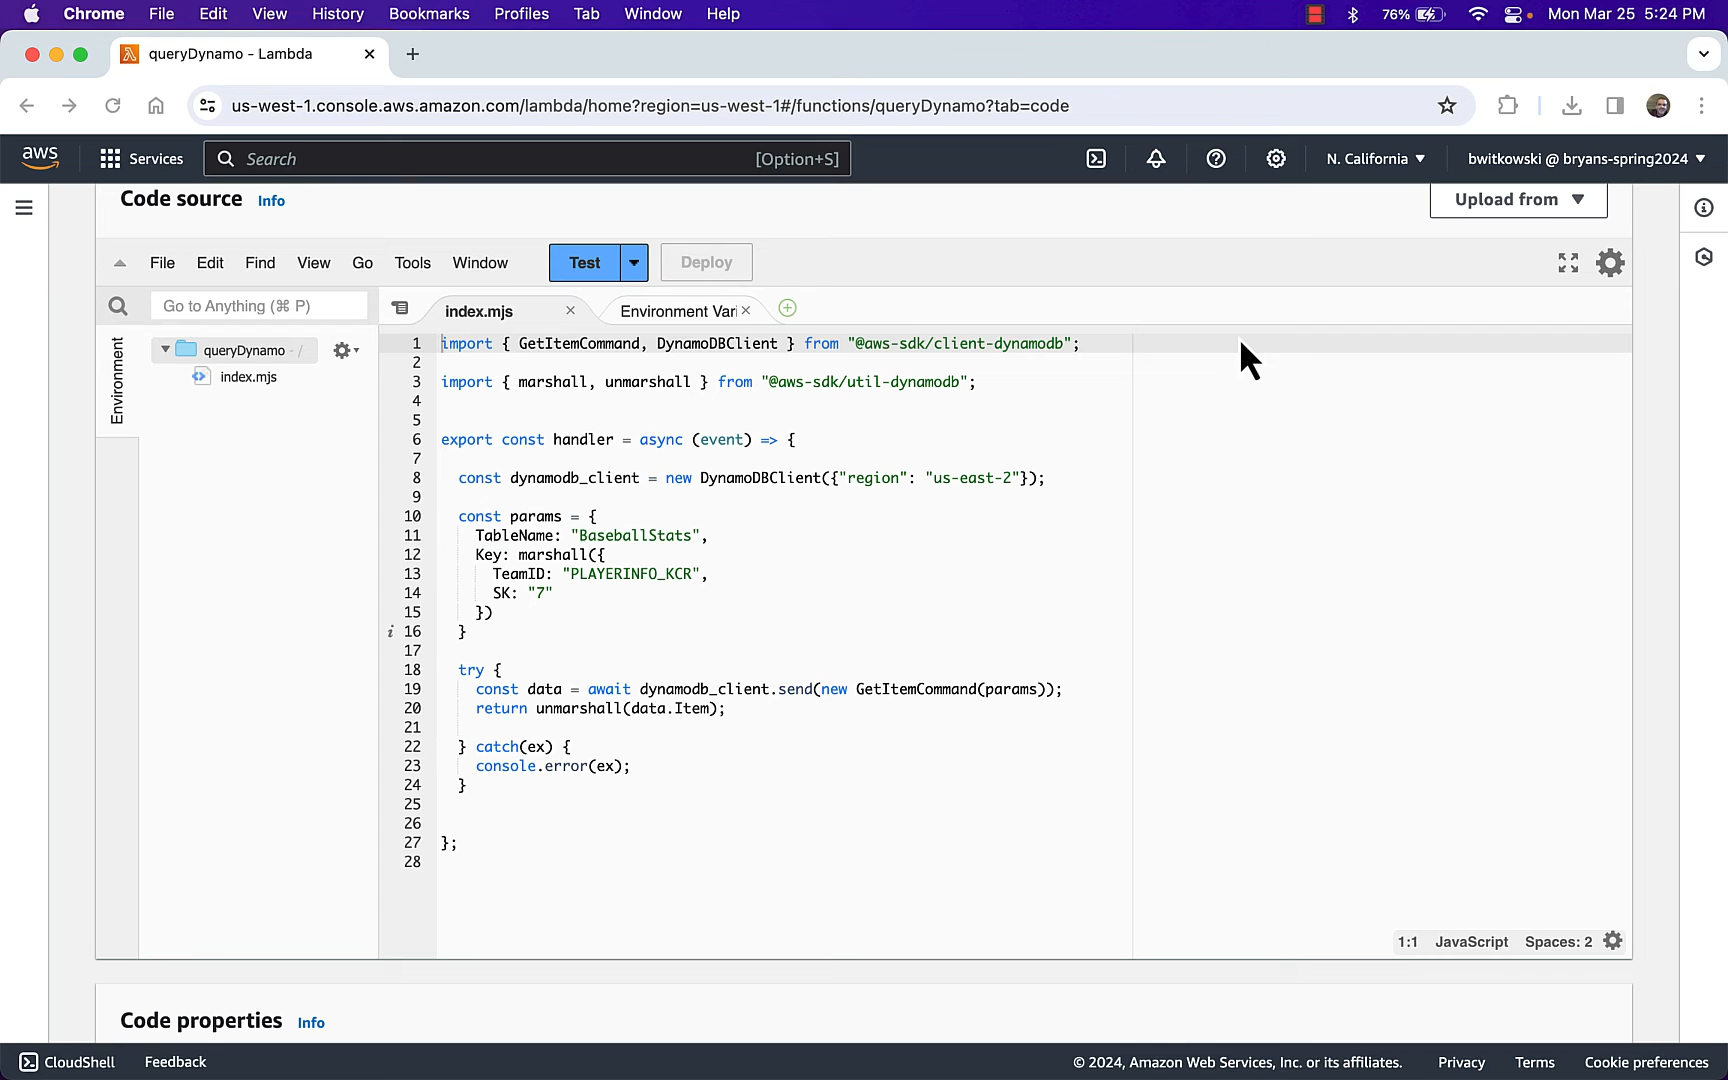 Chrome File Edit View History Bookmarks Profiles Tab Window Help 76% Mon Mar 25 5:24 PM
queryDynamo - Lambda
us-west-1.console.aws.amazon.com/lambda/home?region=us-west-1#/functions/queryDynamo?tab=code
aws Services Search [Option+S] N. California bwitkowski @ bryans-spring2024
Code source Info Upload from
File Edit Find View Go Tools Window Test Deploy
Go to Anything (⌘ P) index.mjs Environment Vari
Environment
queryDynamo - /
index.mjs
1 import { GetItemCommand, DynamoDBClient } from "@aws-sdk/client-dynamodb";
2
3 import { marshall, unmarshall } from "@aws-sdk/util-dynamodb";
4
5
6 export const handler = async (event) => {
7
8 const dynamodb_client = new DynamoDBClient({"region": "us-east-2"});
9
10 const params = {
11 TableName: "BaseballStats",
12 Key: marshall({
13 TeamID: "PLAYERINFO_KCR",
14 SK: "7"
15 })
i 16 }
17
18 try {
19 const data = await dynamodb_client.send(new GetItemCommand(params));
20 return unmarshall(data.Item);
21
22 } catch(ex) {
23 console.error(ex);
24 }
25
26
27 };
28
1:1 JavaScript Spaces: 2
Code properties Info
CloudShell Feedback © 2024, Amazon Web Services, Inc. or its affiliates. Privacy Terms Cookie preferences